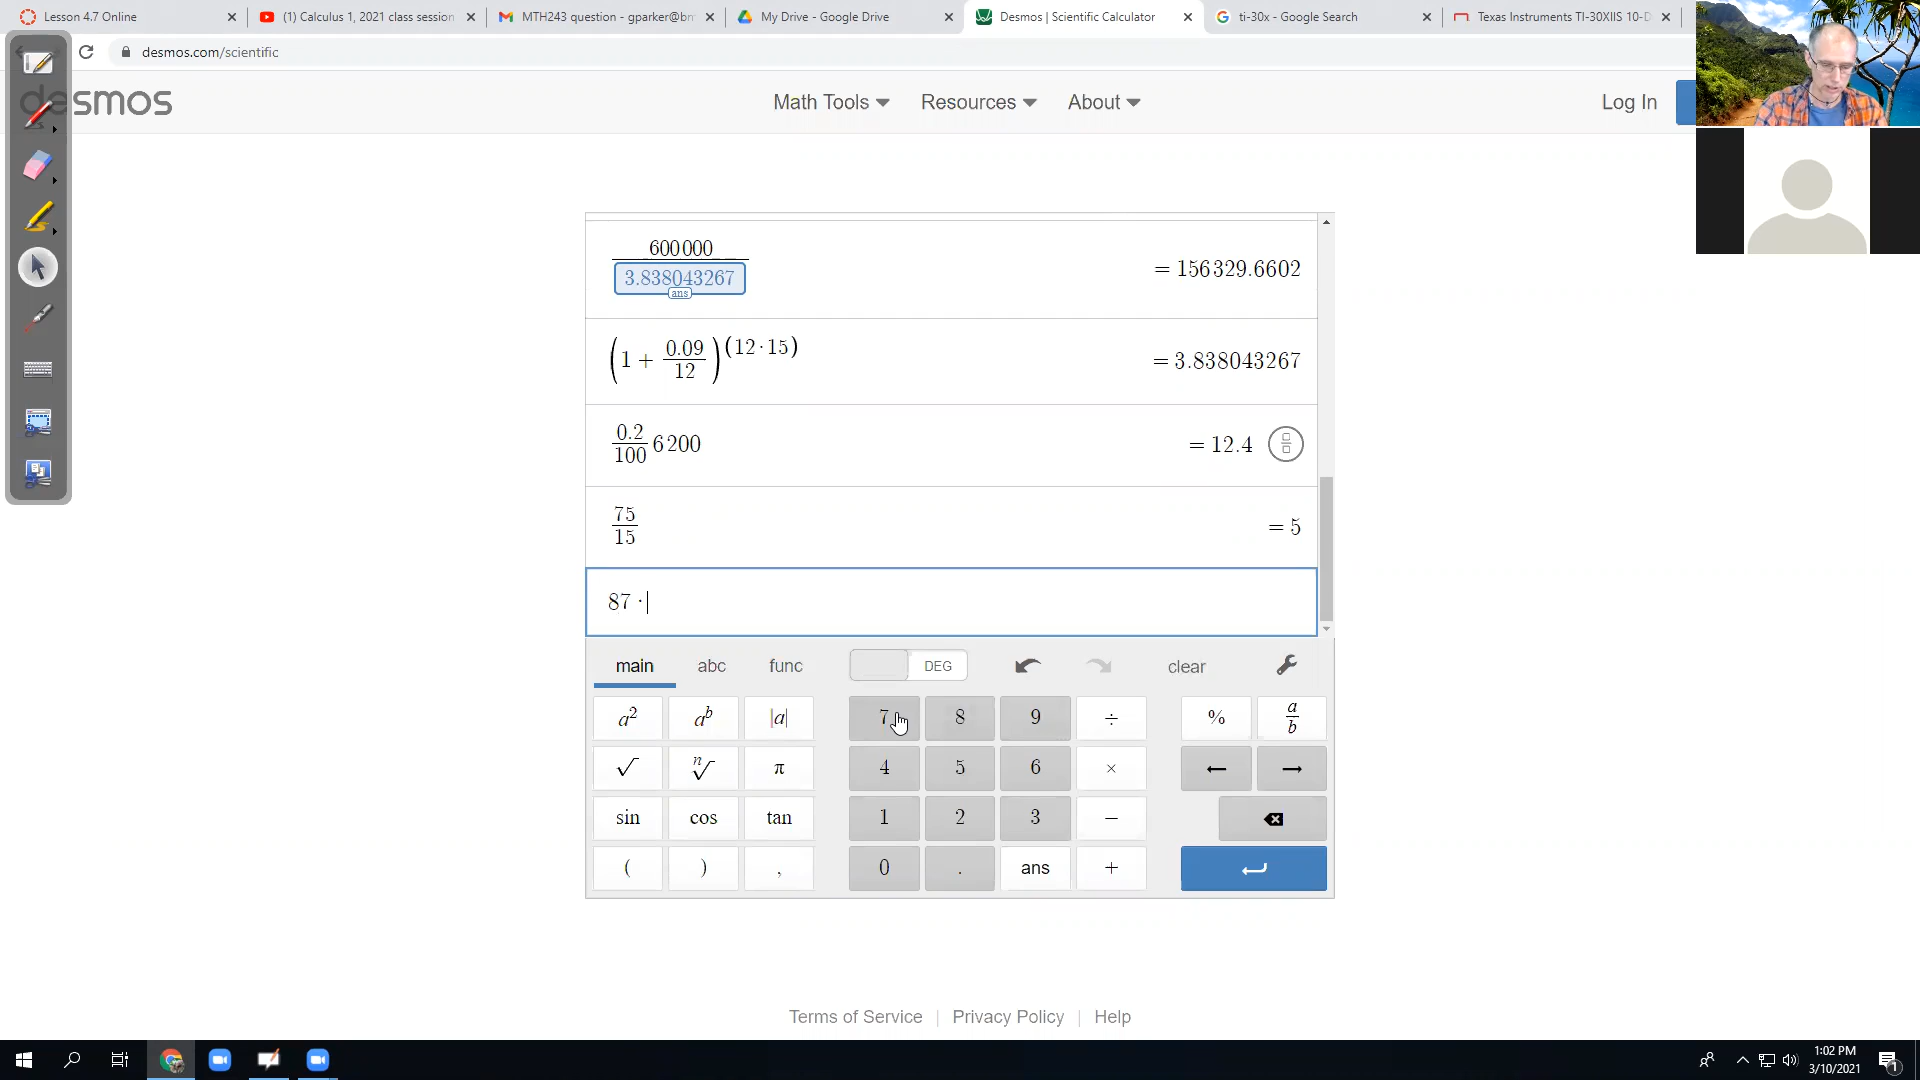 Lesson 4.7 Online
(1) Calculus 1, 2021 class session
MTH243 question - gparker@bm
My Drive - Google Drive
Desmos | Scientific Calculator
ti-30x - Google Search
Texas Instruments TI-30XIIS 10-D
desmos.com/scientific
desmos
Math Tools
Resources
About
Log In
600000
3.838043267
ans
= 156329.6602
(1 + 0.09/12)^(12·15)
= 3.838043267
0.2/100 6200
= 12.4
75/15
= 5
87 ·
main abc func DEG clear
a² aᵇ |a| 7 8 9 ÷ % a/b
√ ⁿ√ π 4 5 6 × ← →
sin cos tan 1 2 3 −
( ) , 0 . ans +
Terms of Service | Privacy Policy | Help
1:02 PM
3/10/2021
1